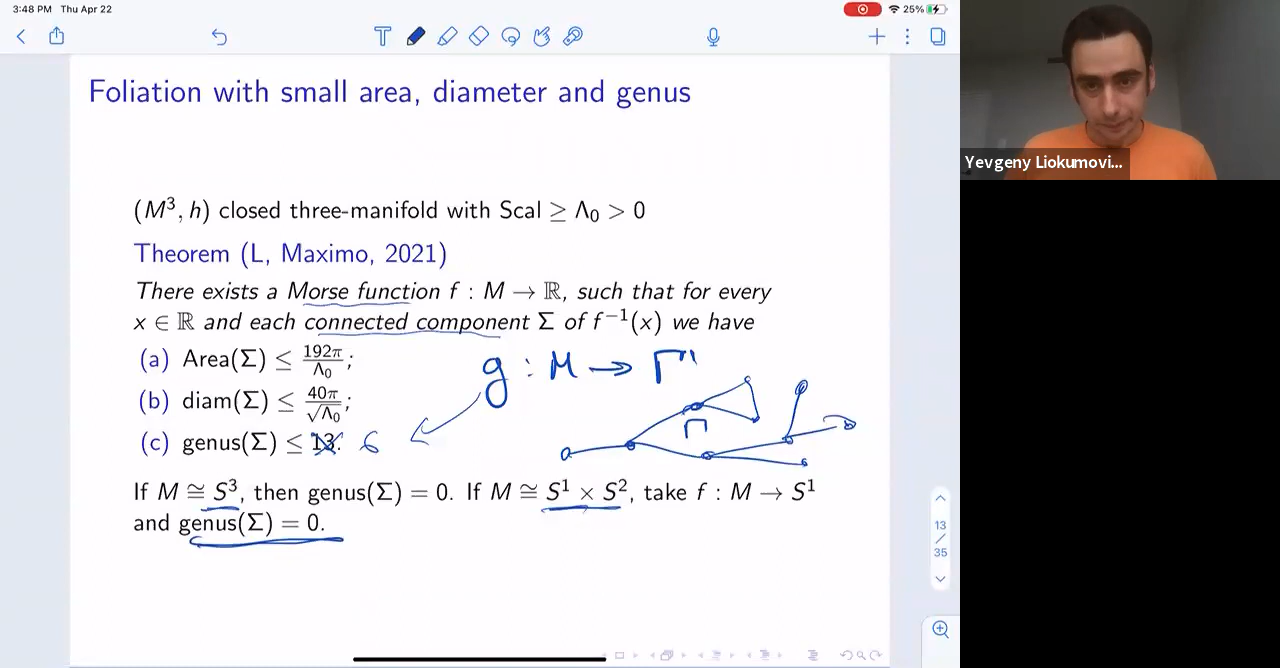 3:48 PM Thu Apr 22
25%
Foliation with small area, diameter and genus
(M³, h) closed three-manifold with Scal ≥ Λ₀ > 0
Theorem (L, Maximo, 2021)
There exists a Morse function f : M → ℝ, such that for every
x ∈ ℝ and each connected component Σ of f⁻¹(x) we have
(a) Area(Σ) ≤ 192π/Λ₀;
(b) diam(Σ) ≤ 40π/√Λ₀;
(c) genus(Σ) ≤ 13. 6
g : M → Γ
Γ
If M ≅ S³, then genus(Σ) = 0. If M ≅ S¹ × S², take f : M → S¹
and genus(Σ) = 0.
13
/
35
Yevgeny Liokumovi...